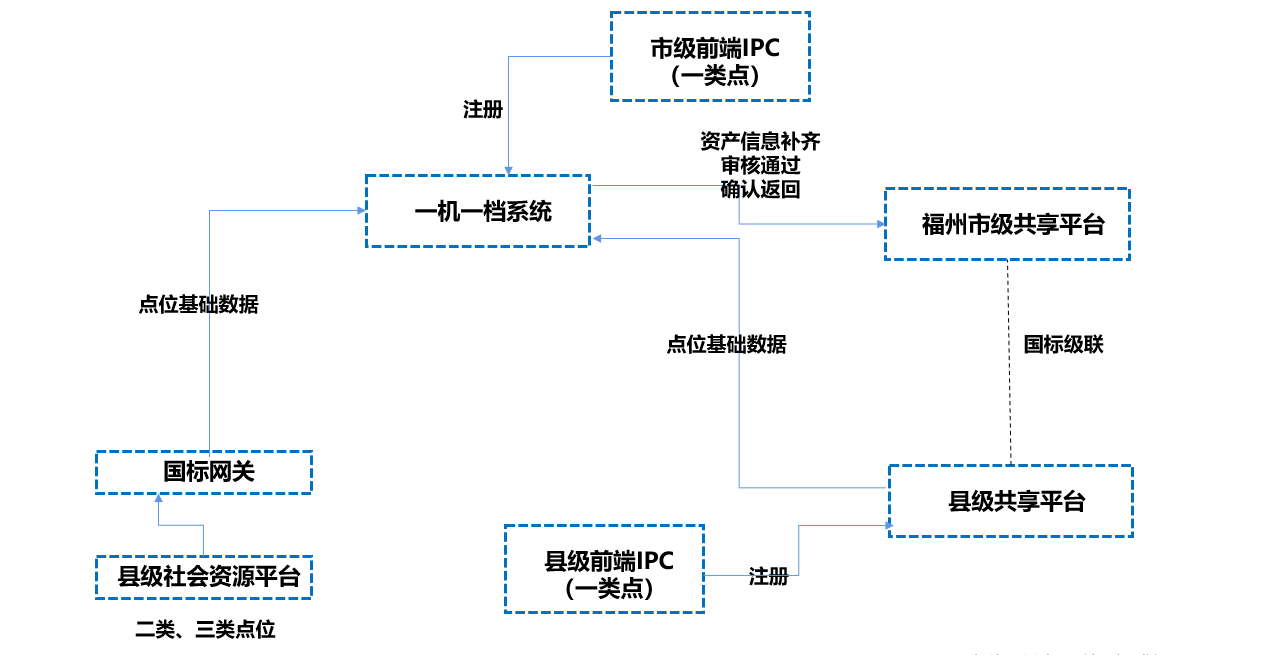 市级前端IPC
（一类点）
注册
资产信息补齐
审核通过
确认返回
一机一档系统
福州市级共享平台
点位基础数据
点位基础数据
国标级联
国标网关
县级共享平台
县级前端IPC
（一类点）
注册
县级社会资源平台
二类、三类点位